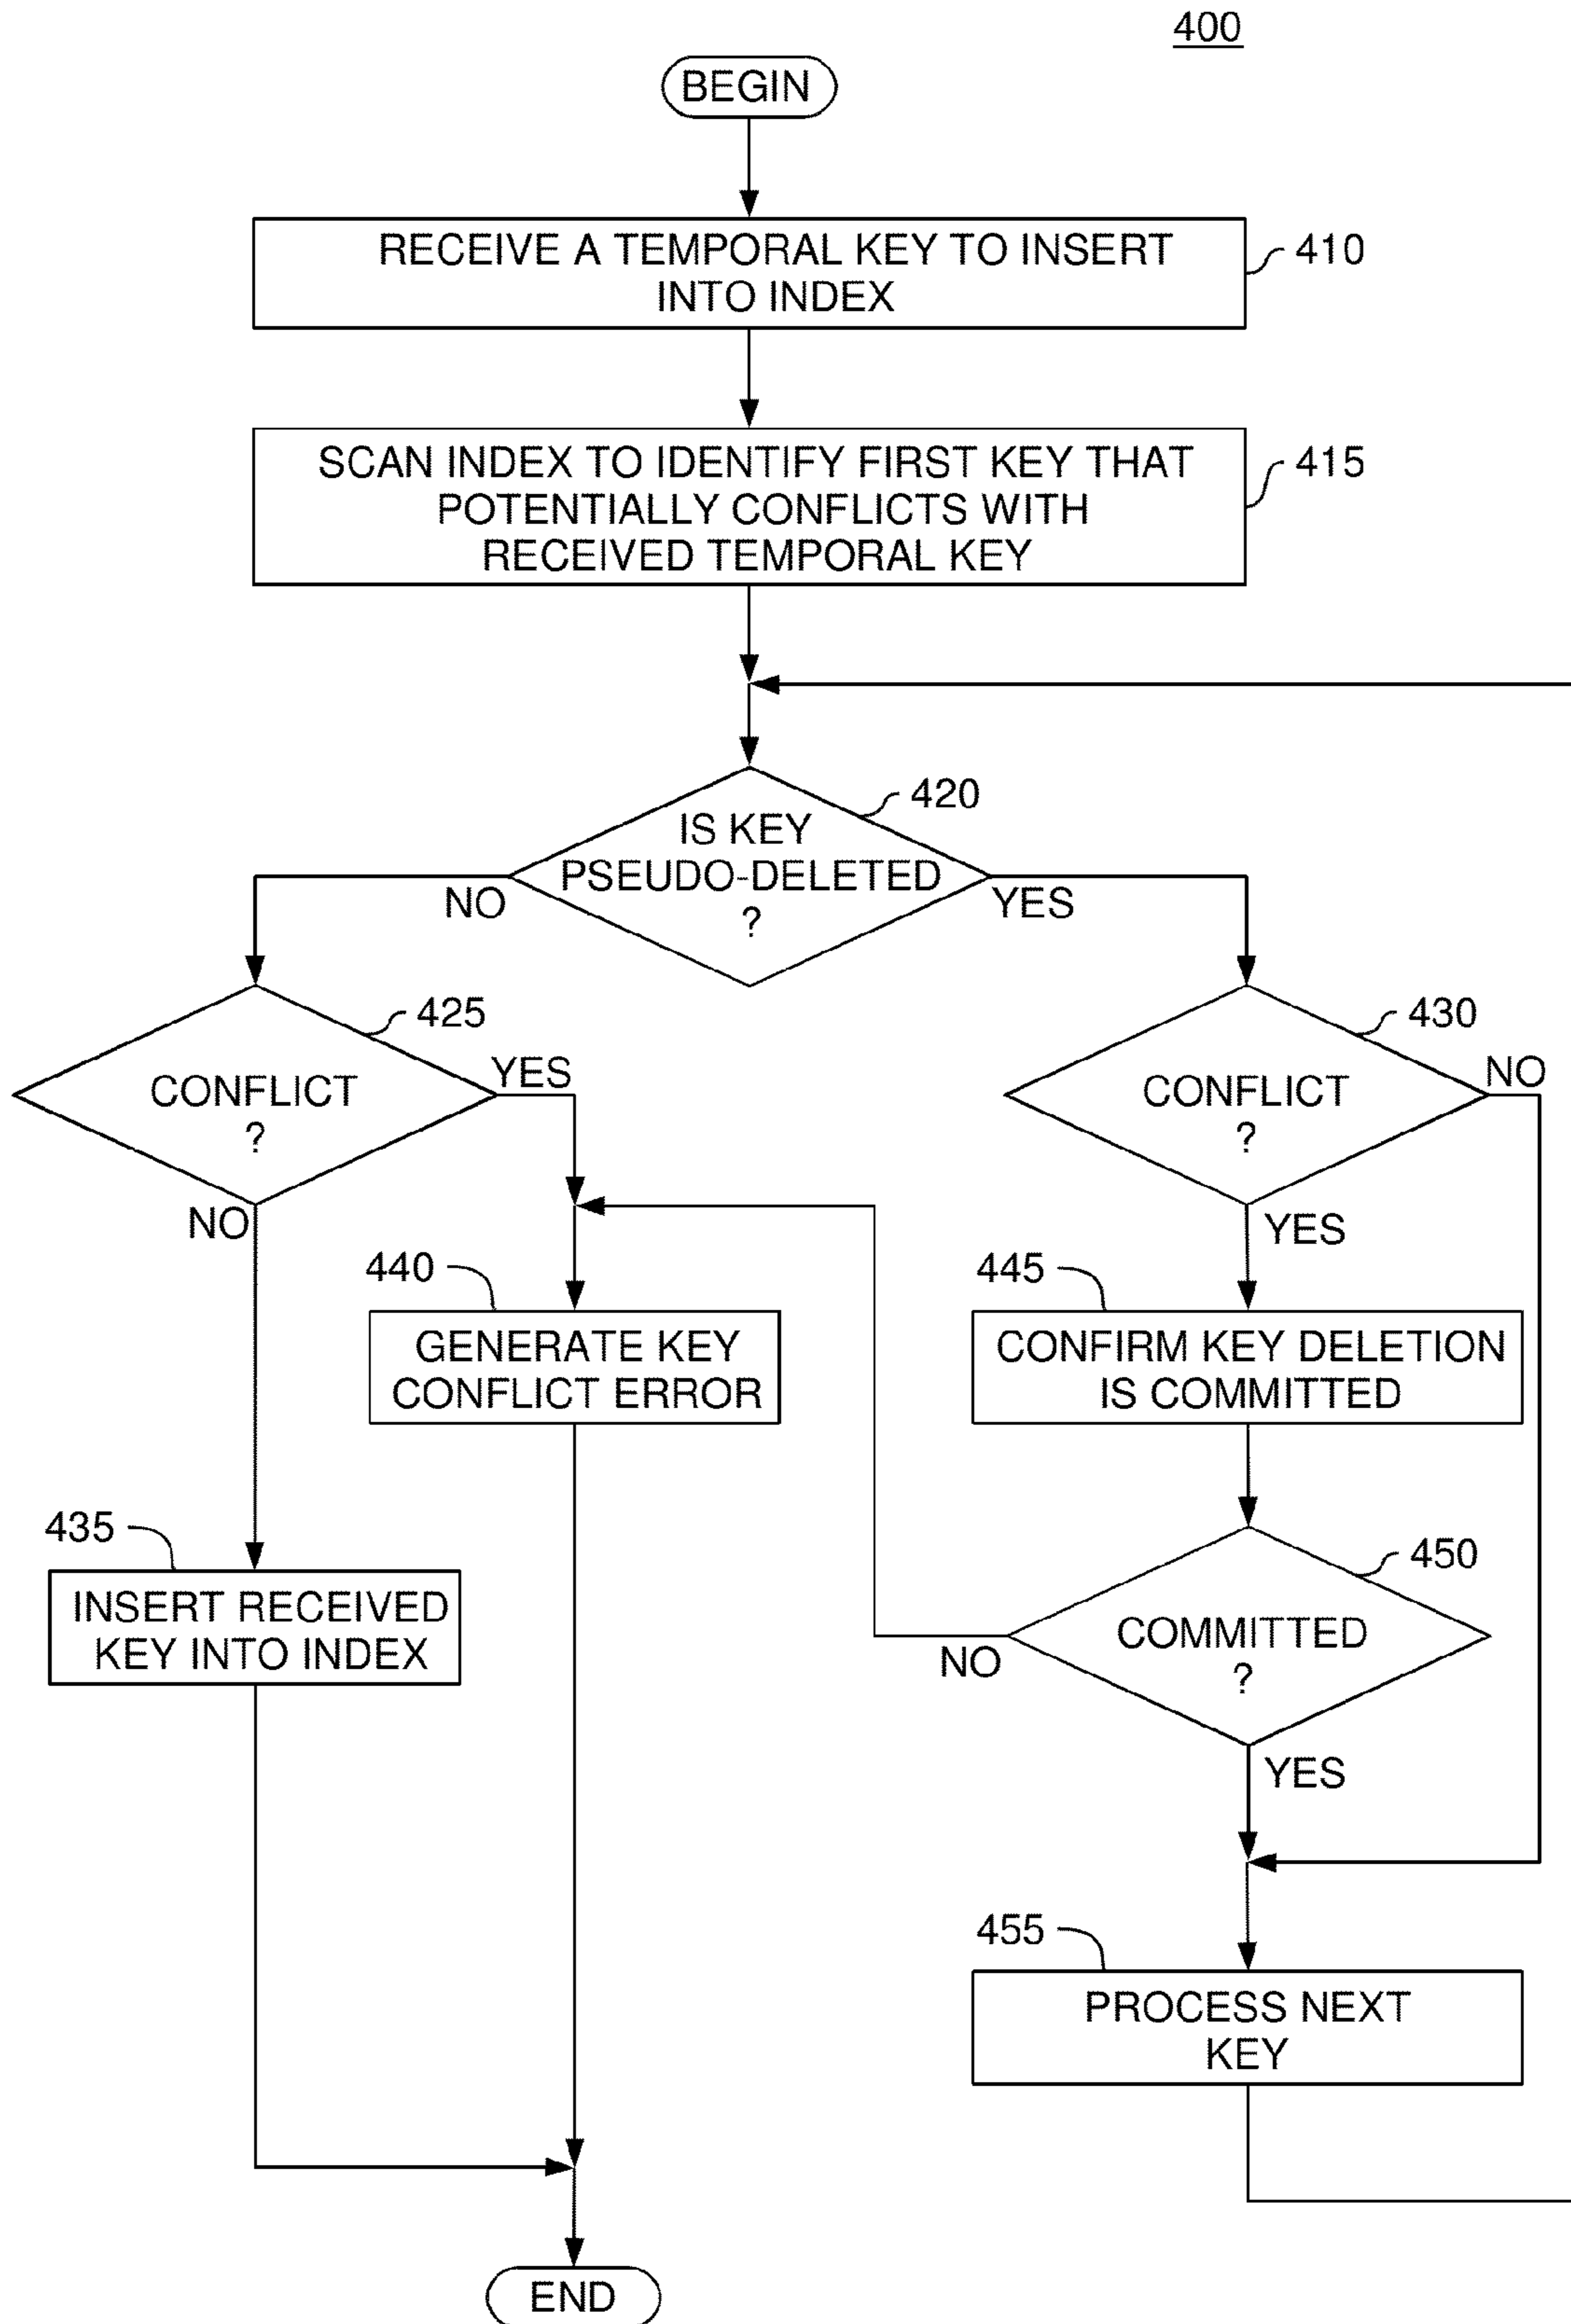 400
BEGIN
RECEIVE A TEMPORAL KEY TO INSERT
INTO INDEX
410
SCAN INDEX TO IDENTIFY FIRST KEY THAT
POTENTIALLY CONFLICTS WITH
RECEIVED TEMPORAL KEY
415
420
IS KEY
PSEUDO-DELETED
?
NO
YES
425
CONFLICT
?
YES
NO
430
CONFLICT
?
NO
YES
440
GENERATE KEY
CONFLICT ERROR
445
CONFIRM KEY DELETION
IS COMMITTED
435
INSERT RECEIVED
KEY INTO INDEX
450
COMMITTED
?
NO
YES
455
PROCESS NEXT
KEY
END